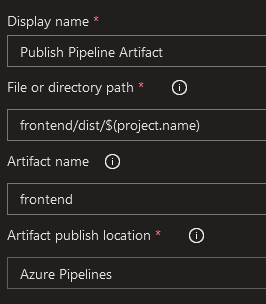 Display name *
Publish Pipeline Artifact
File or directory path *
frontend/dist/$(project.name)
Artifact name
frontend
Artifact publish location *
Azure Pipelines